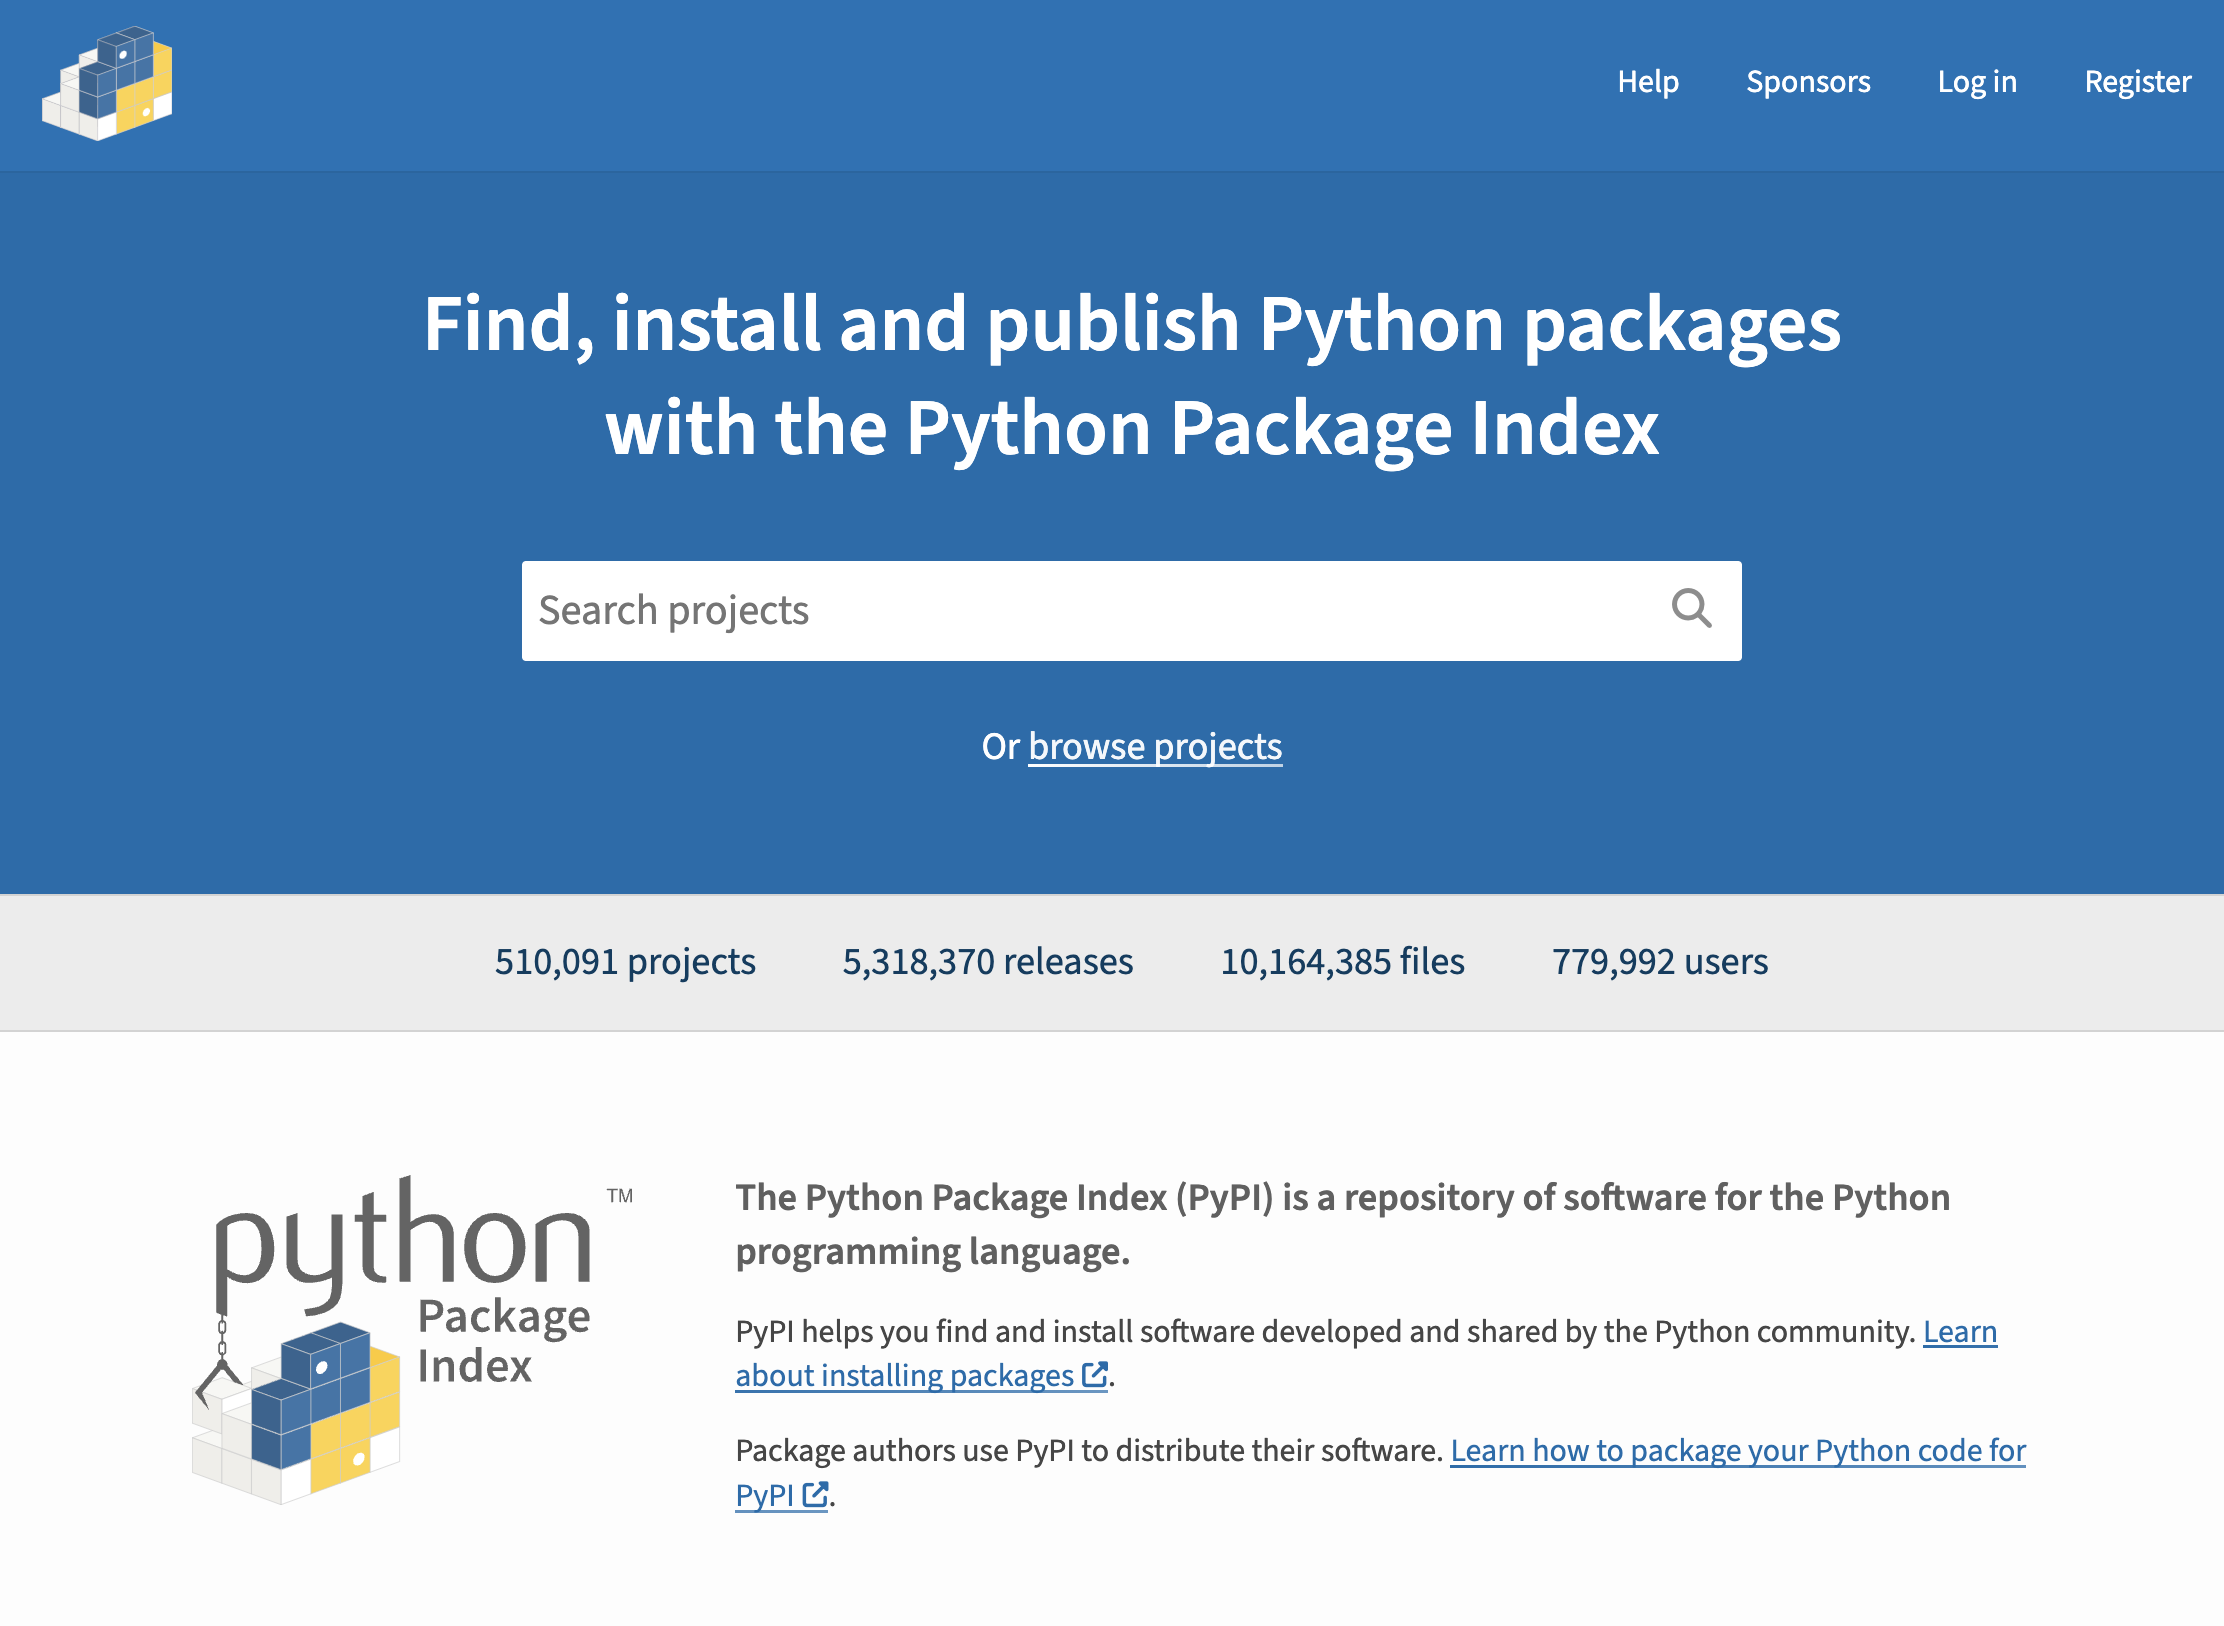 Help Sponsors Log in Register
Find, install and publish Python packages
with the Python Package Index
Search projects
Or browse projects
510,091 projects 5,318,370 releases 10,164,385 files 779,992 users
python TM
Package
Index
The Python Package Index (PyPI) is a repository of software for the Python
programming language.
PyPI helps you find and install software developed and shared by the Python community. Learn
about installing packages.
Package authors use PyPI to distribute their software. Learn how to package your Python code for
PyPI.